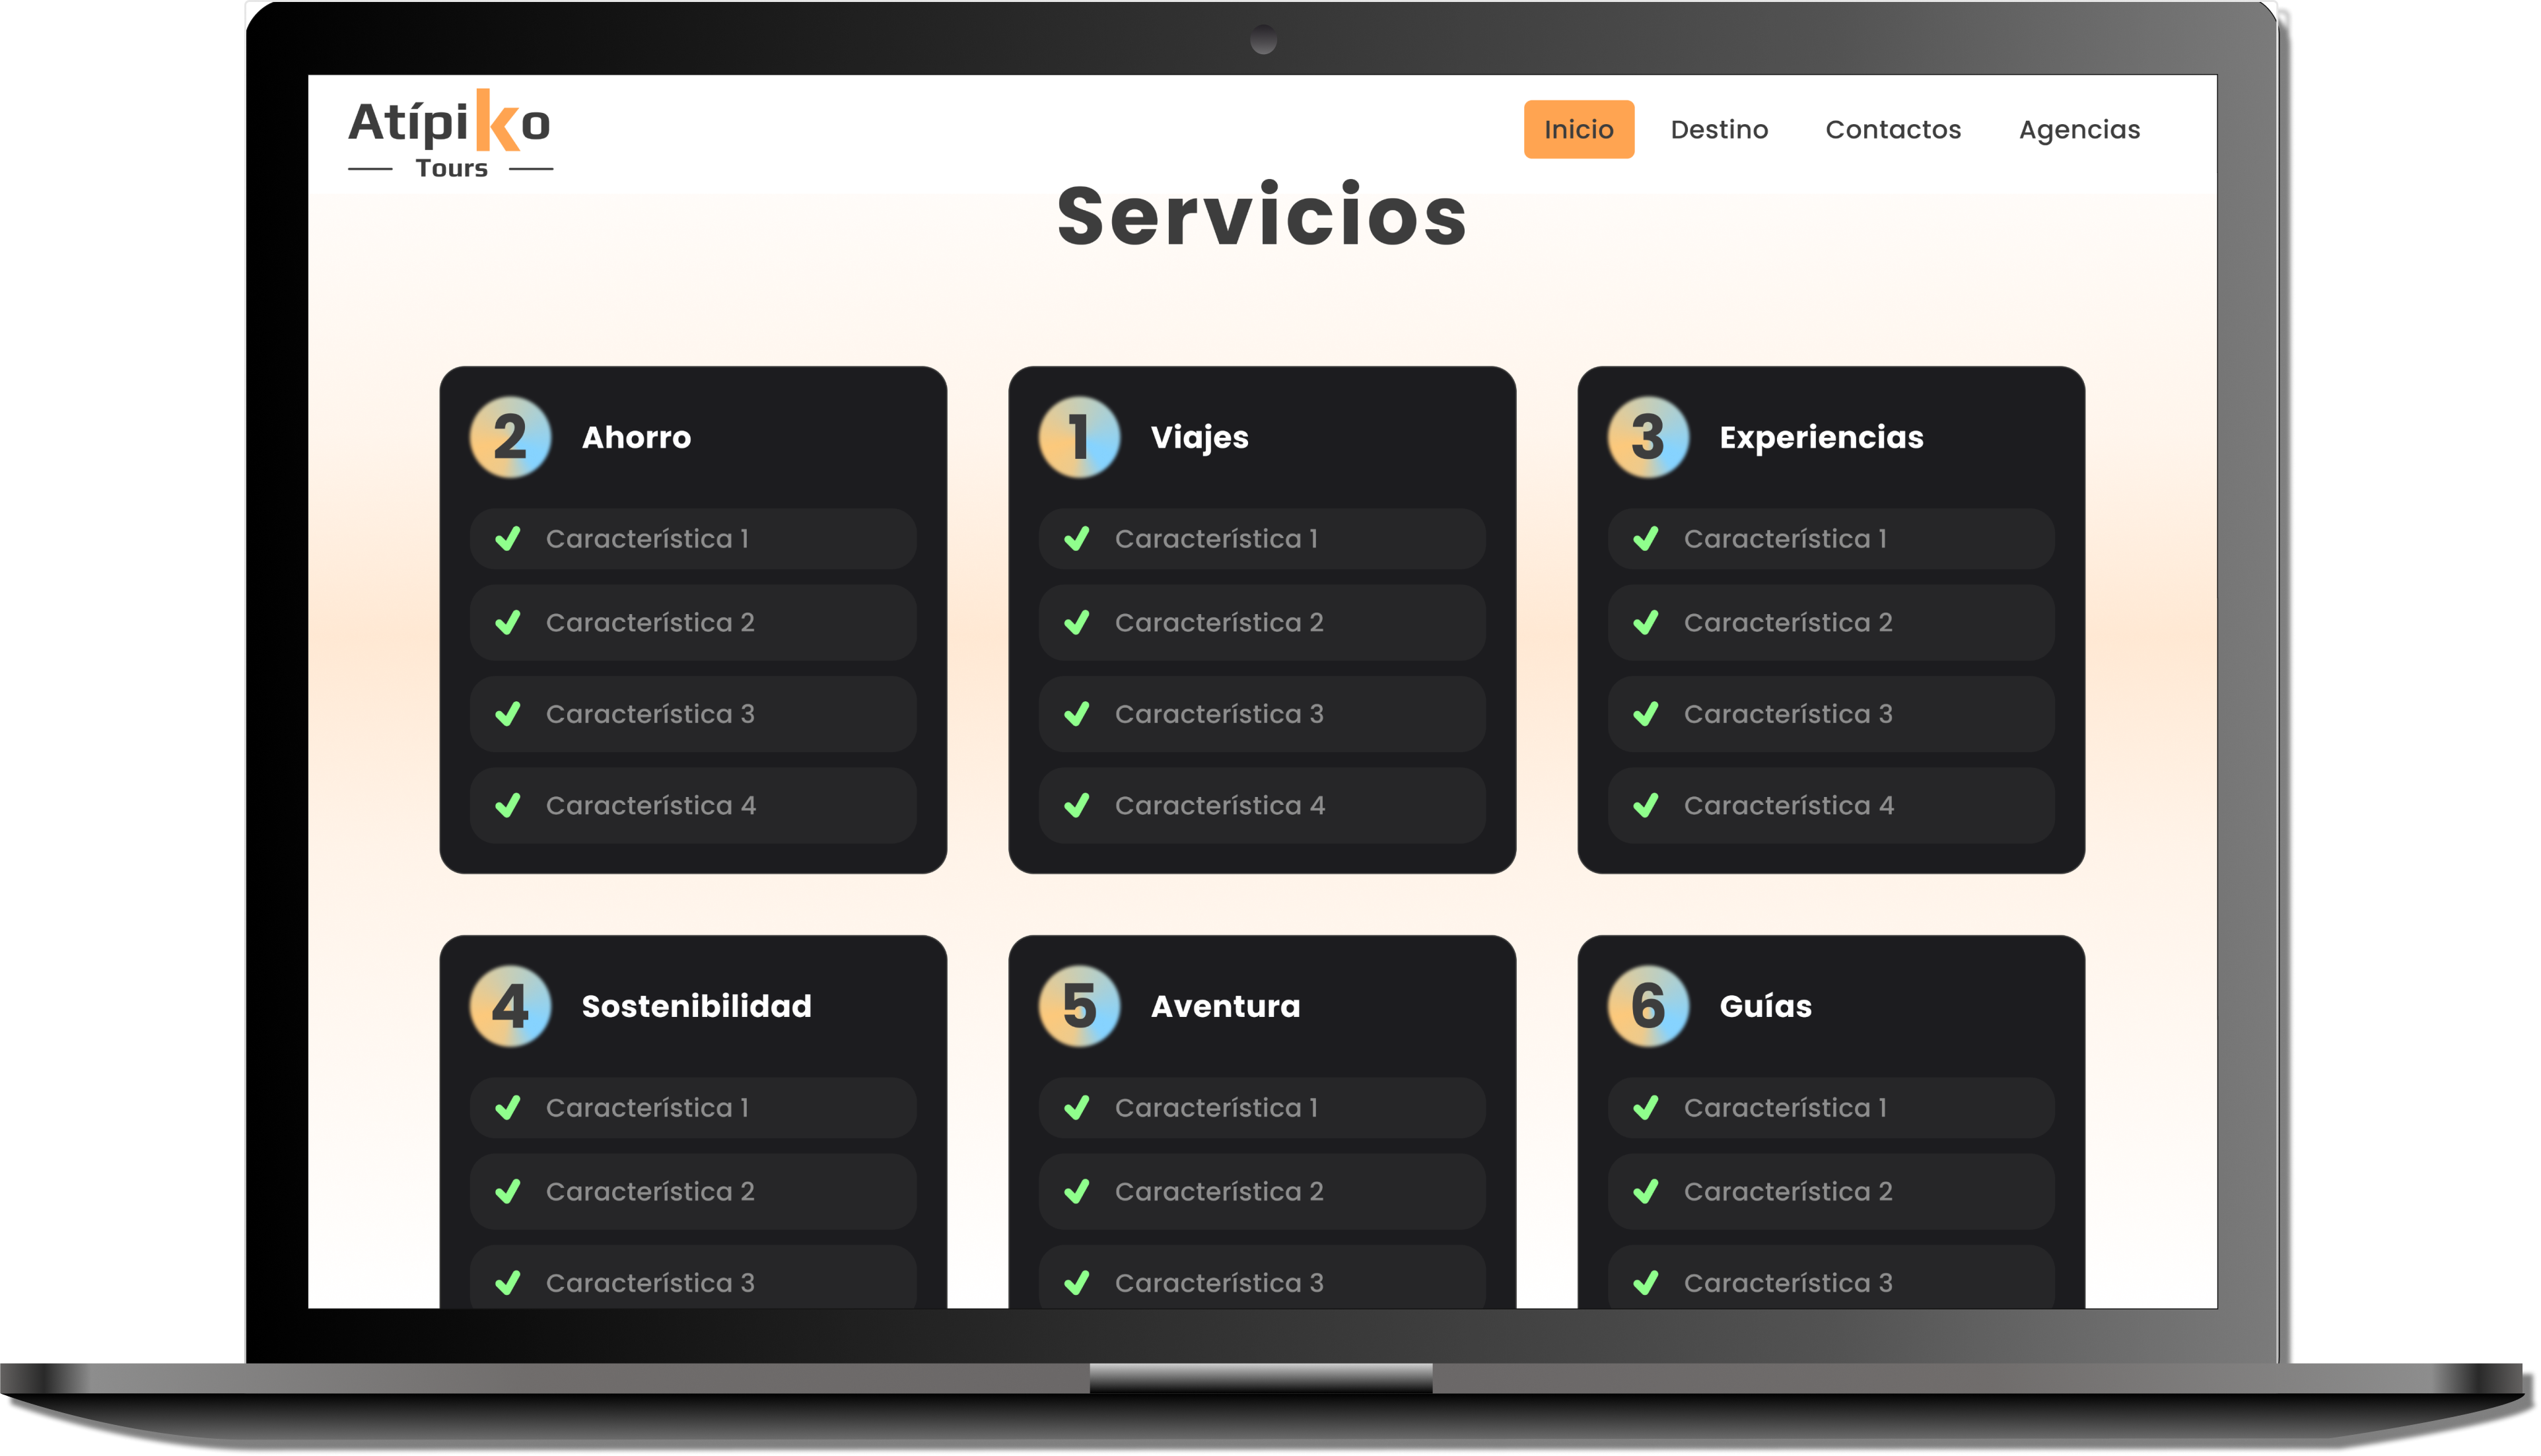 Atípiko
Tours
Inicio Destino Contactos Agencias
Servicios
2 Ahorro
Característica 1
Característica 2
Característica 3
Característica 4
1 Viajes
Característica 1
Característica 2
Característica 3
Característica 4
3 Experiencias
Característica 1
Característica 2
Característica 3
Característica 4
4 Sostenibilidad
Característica 1
Característica 2
Característica 3
5 Aventura
Característica 1
Característica 2
Característica 3
6 Guías
Característica 1
Característica 2
Característica 3